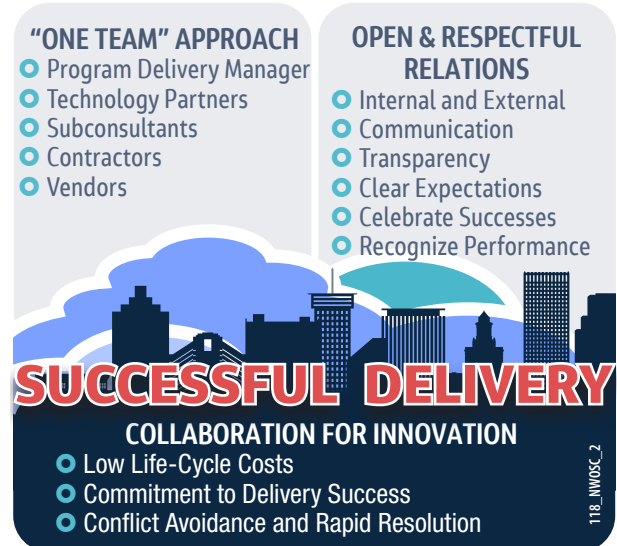 “ONE TEAM” APPROACH
Program Delivery Manager
Technology Partners
Subconsultants
Contractors
Vendors
OPEN & RESPECTFUL
RELATIONS
Internal and External
Communication
Transparency
Clear Expectations
Celebrate Successes
Recognize Performance
SUCCESSFUL DELIVERY
COLLABORATION FOR INNOVATION
Low Life-Cycle Costs
Commitment to Delivery Success
Conflict Avoidance and Rapid Resolution
118_NWOSC_2